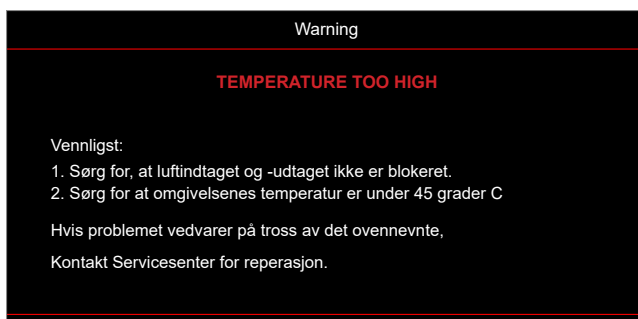 Warning
TEMPERATURE TOO HIGH
Vennligst:
1. Sørg for, at luftindtaget og -udtaget ikke er blokeret.
2. Sørg for at omgivelsenes temperatur er under 45 grader C
Hvis problemet vedvarer på tross av det ovennevnte,
Kontakt Servicesenter for reperasjon.